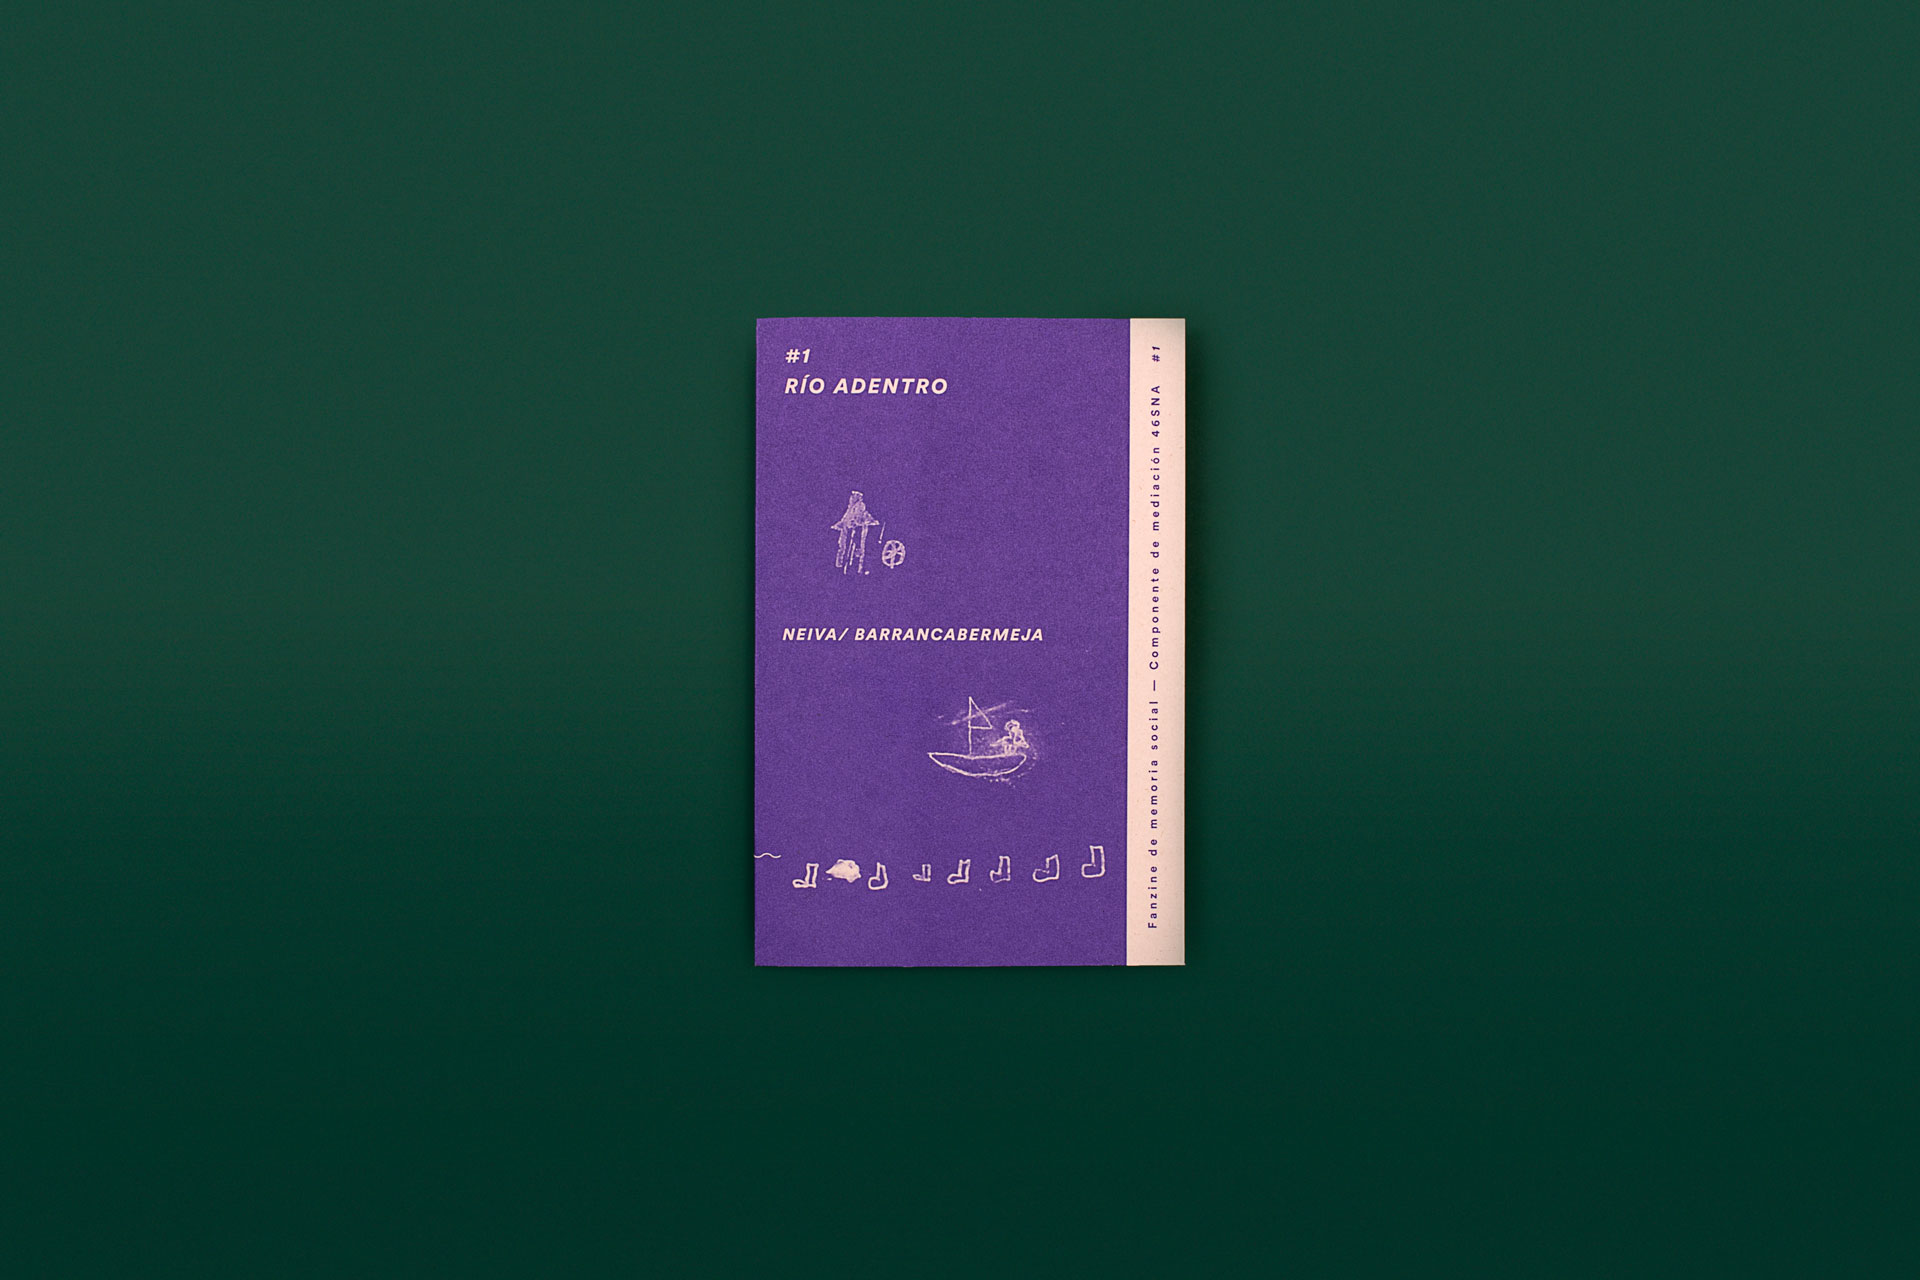 #1
RÍO ADENTRO
NEIVA/ BARRANCABERMEJA
Fanzine de memoria social — Componente de mediación 46SNA #1